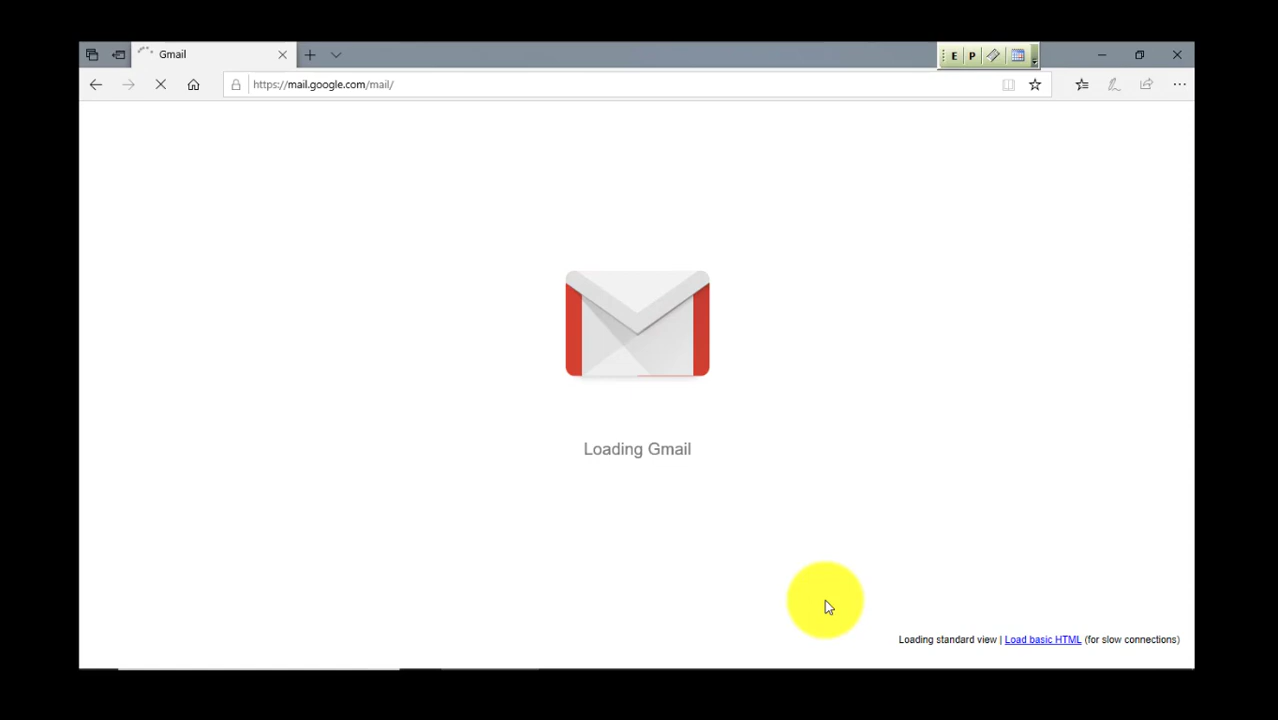 Gmail
E P
https://mail.google.com/mail/
Loading Gmail
Loading standard view | Load basic HTML (for slow connections)